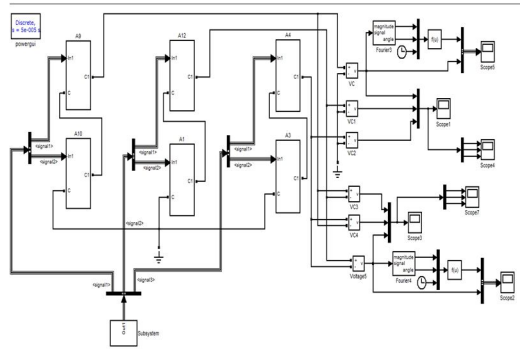 Discrete,
s = 5e-005 s
powergui
A9
In1
C
C1
A12
In1
C
C1
A4
In1
C
C1
<signal1>
<signal2>
A10
In1
C
C1
<signal1>
<signal2>
A1
In1
C
C1
<signal1>
<signal2>
A3
In1
C
C1
<signal2>
<signal1>
<signal3>
Out1
Subsystem
VC
VC1
VC2
VC3
VC4
Voltage5
magnitude
signal
angle
Fourier3
f(u)
Scope5
Scope1
Scope4
Scope7
Scope3
magnitude
signal
angle
Fourier4
f(u)
Scope2